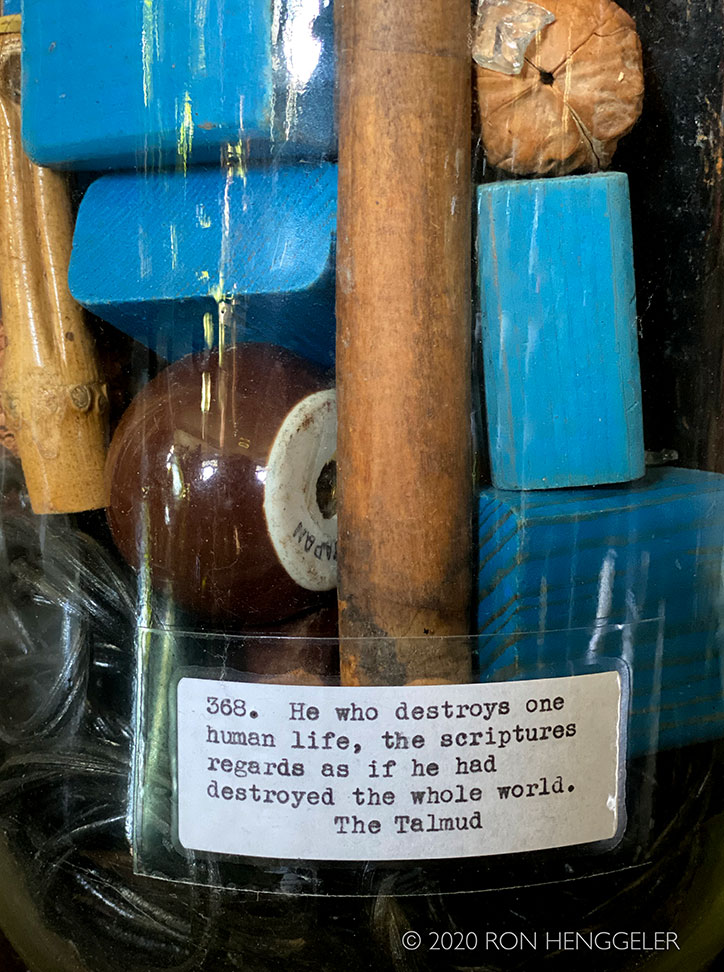 JAPAN
368. He who destroys one
human life, the scriptures
regards as if he had
destroyed the whole world.
The Talmud
© 2020 RON HENGGELER